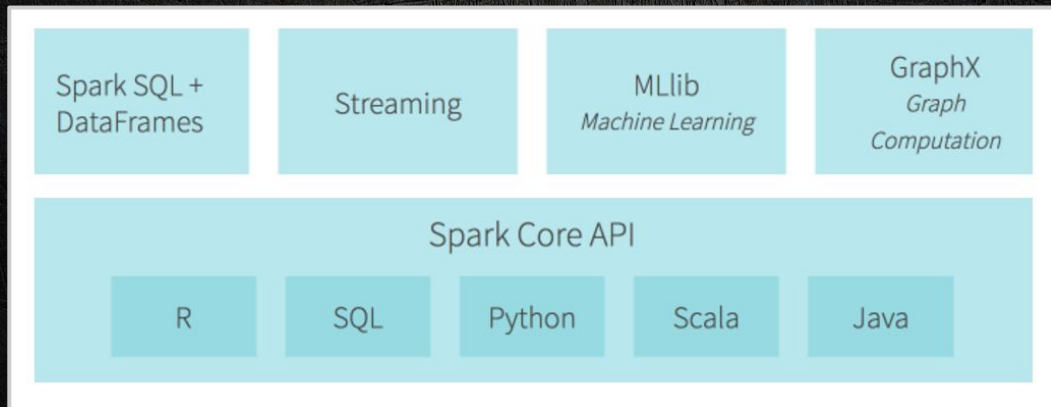 Spark SQL +
DataFrames
Streaming
MLlib
Machine Learning
GraphX
Graph
Computation
Spark Core API
R
SQL
Python
Scala
Java